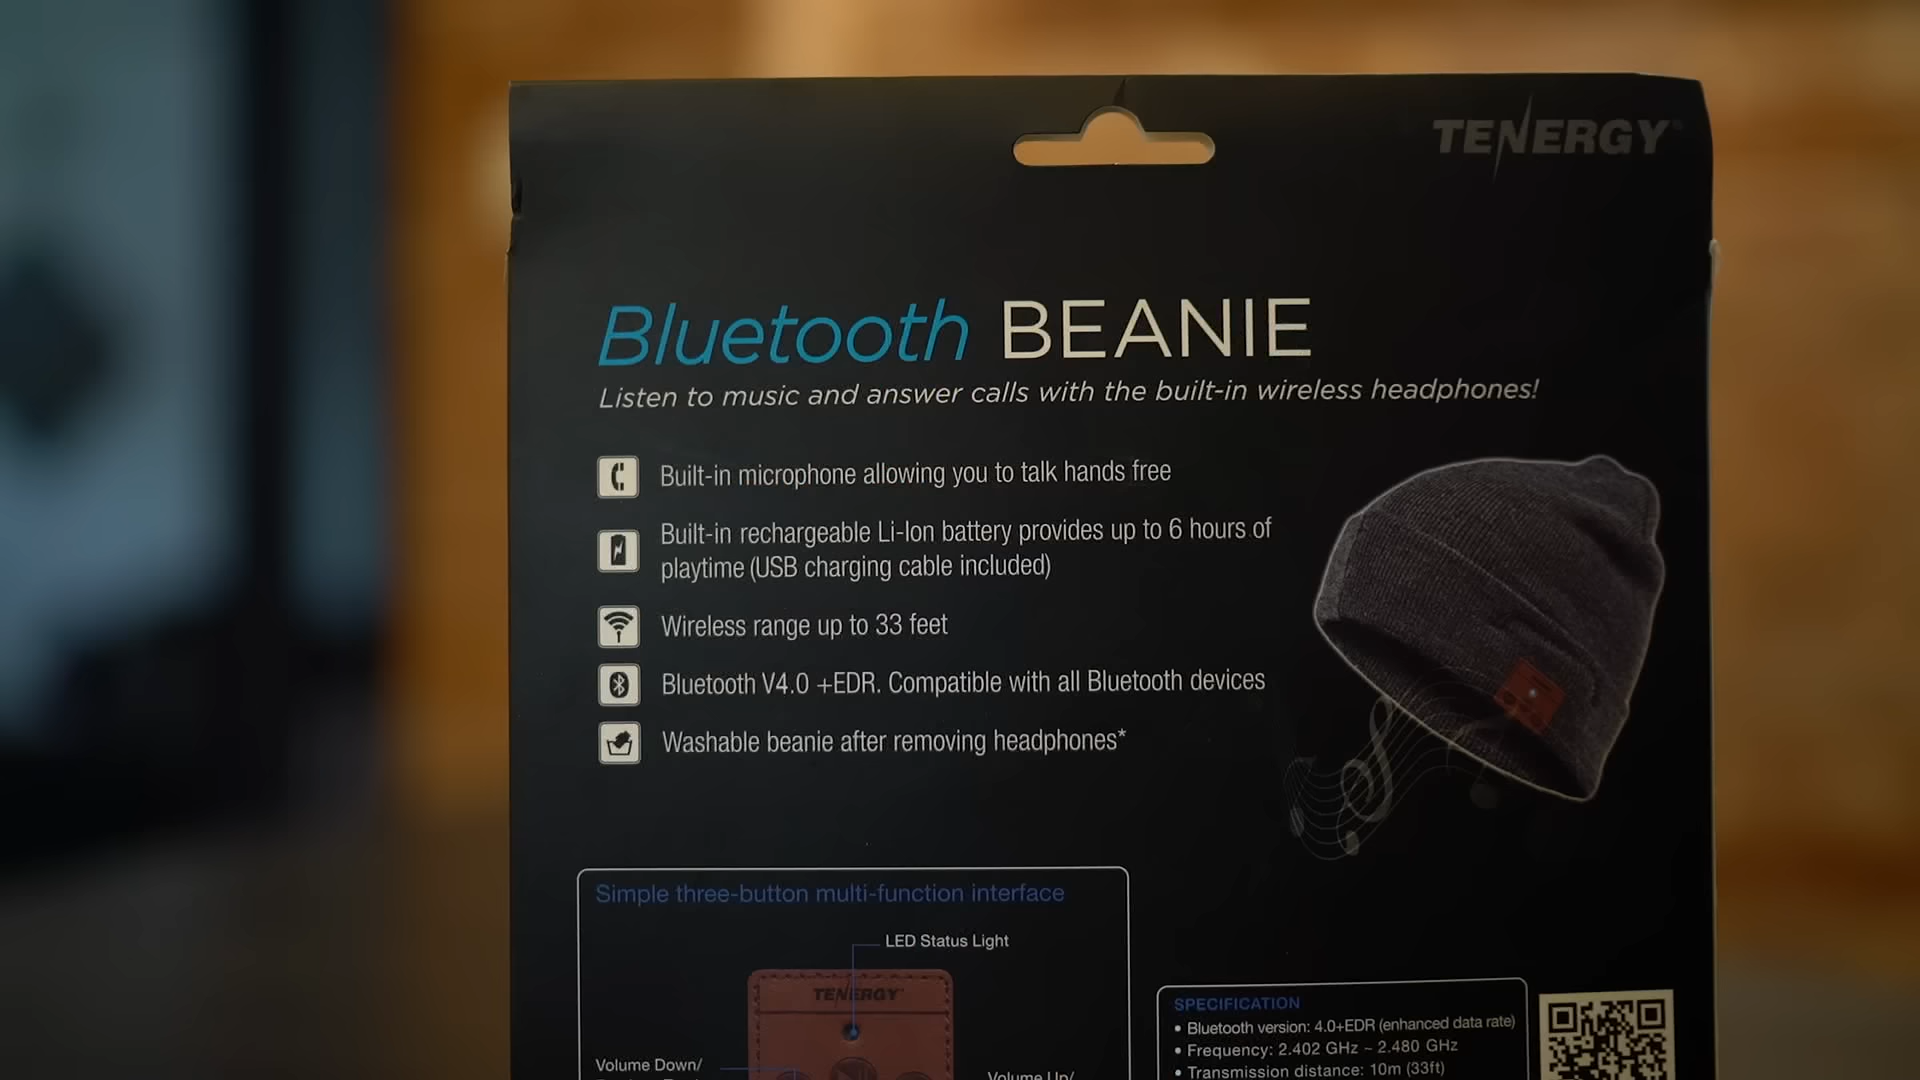 TENERGY®
Bluetooth BEANIE
Listen to music and answer calls with the built-in wireless headphones!
Built-in microphone allowing you to talk hands free
Built-in rechargeable Li-Ion battery provides up to 6 hours of
playtime (USB charging cable included)
Wireless range up to 33 feet
Bluetooth V4.0 +EDR. Compatible with all Bluetooth devices
Washable beanie after removing headphones*
Simple three-button multi-function interface
LED Status Light
TENERGY
Volume Down/
Volume Up/
SPECIFICATION
• Bluetooth version: 4.0+EDR (enhanced data rate)
• Frequency: 2.402 GHz ~ 2.480 GHz
• Transmission distance: 10m (33ft)